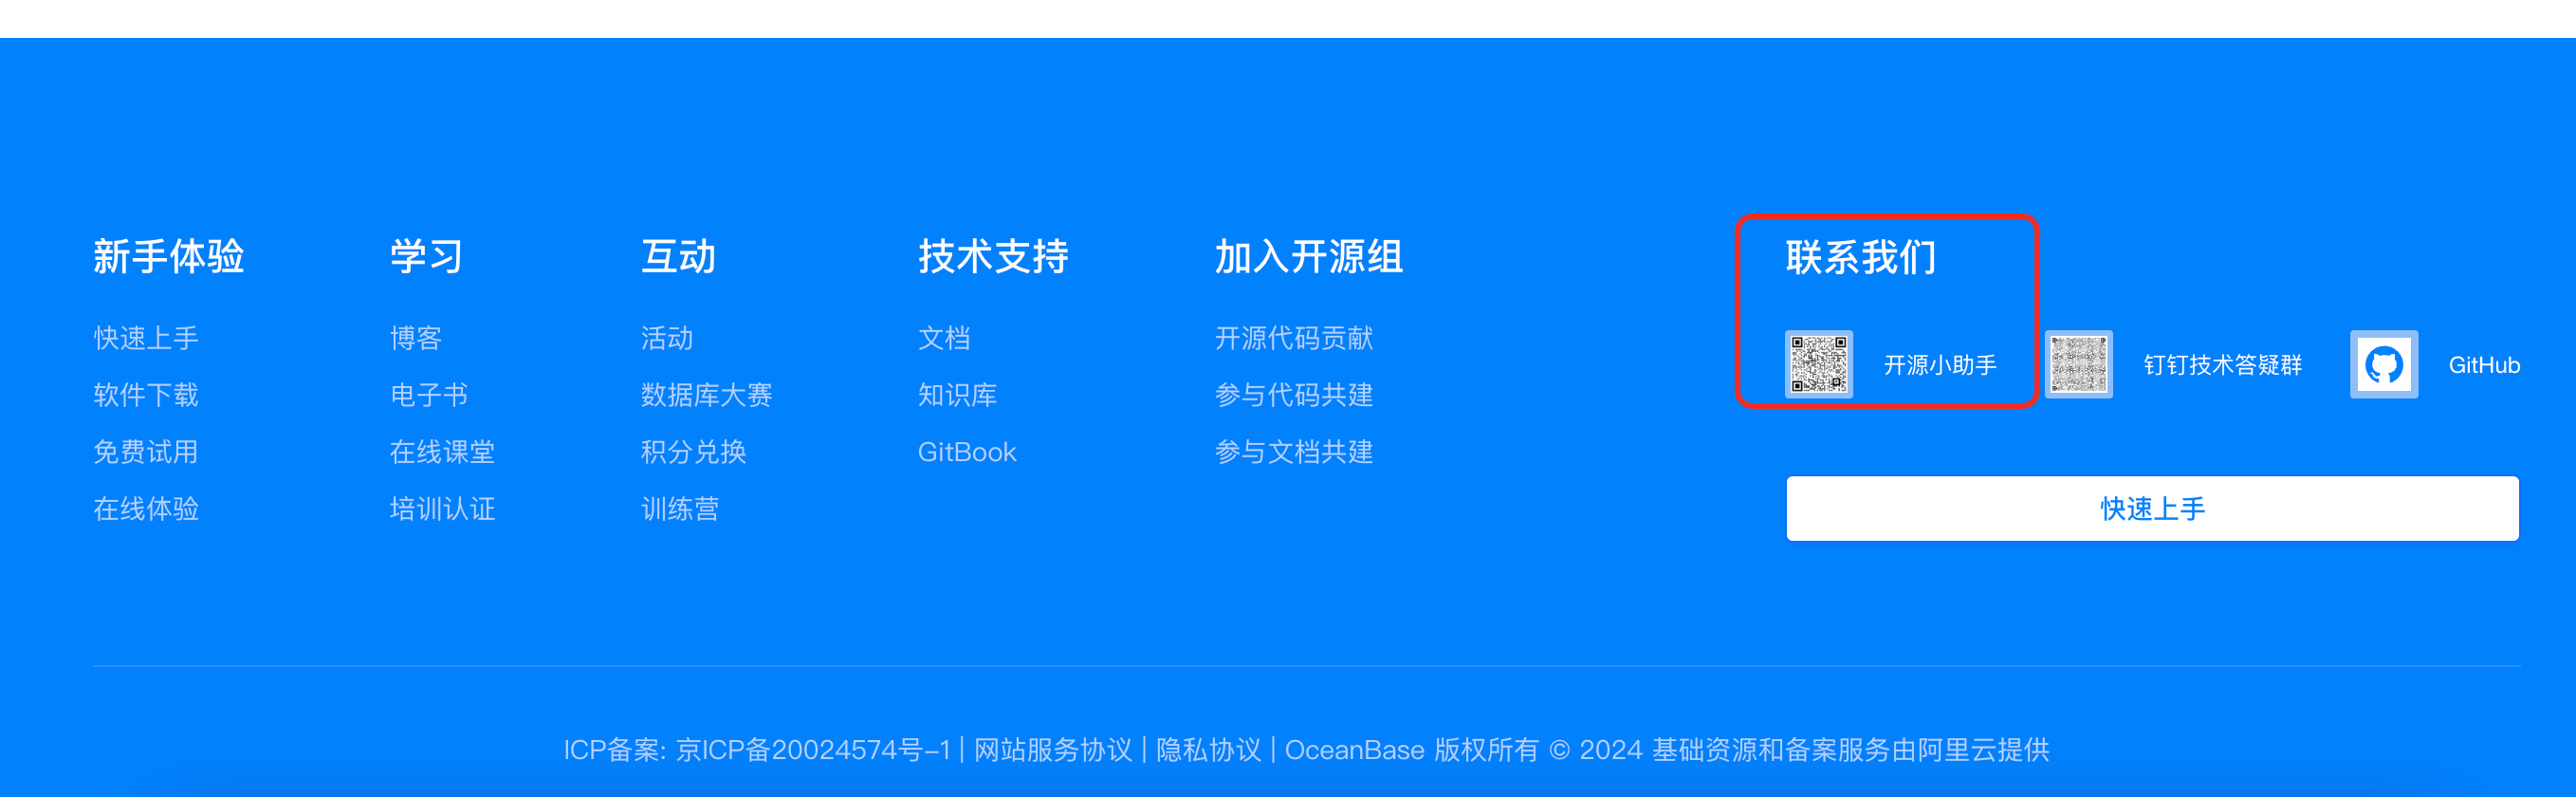 新手体验
快速上手
软件下载
免费试用
在线体验
学习
博客
电子书
在线课堂
培训认证
互动
活动
数据库大赛
积分兑换
训练营
技术支持
文档
知识库
GitBook
加入开源组
开源代码贡献
参与代码共建
参与文档共建
联系我们
开源小助手
钉钉技术答疑群
GitHub
快速上手
ICP备案: 京ICP备20024574号-1 | 网站服务协议 | 隐私协议 | OceanBase 版权所有 © 2024 基础资源和备案服务由阿里云提供